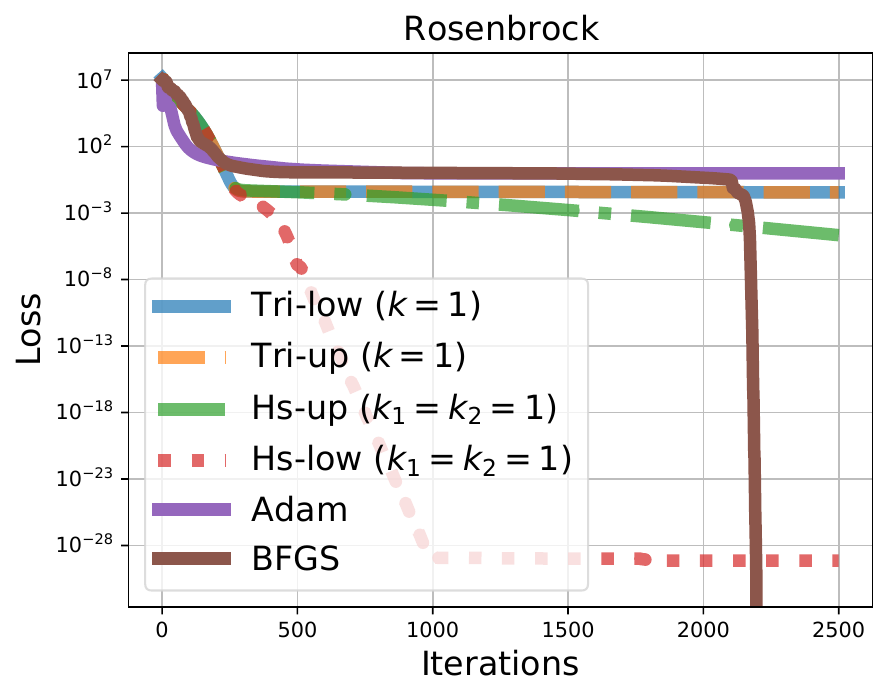 Rosenbrock
Loss
10^7
10^2
10^−3
10^−8
10^−13
10^−18
10^−23
10^−28
Tri-low (k = 1)
Tri-up (k = 1)
Hs-up (k₁ = k₂ = 1)
Hs-low (k₁ = k₂ = 1)
Adam
BFGS
0 500 1000 1500 2000 2500
Iterations